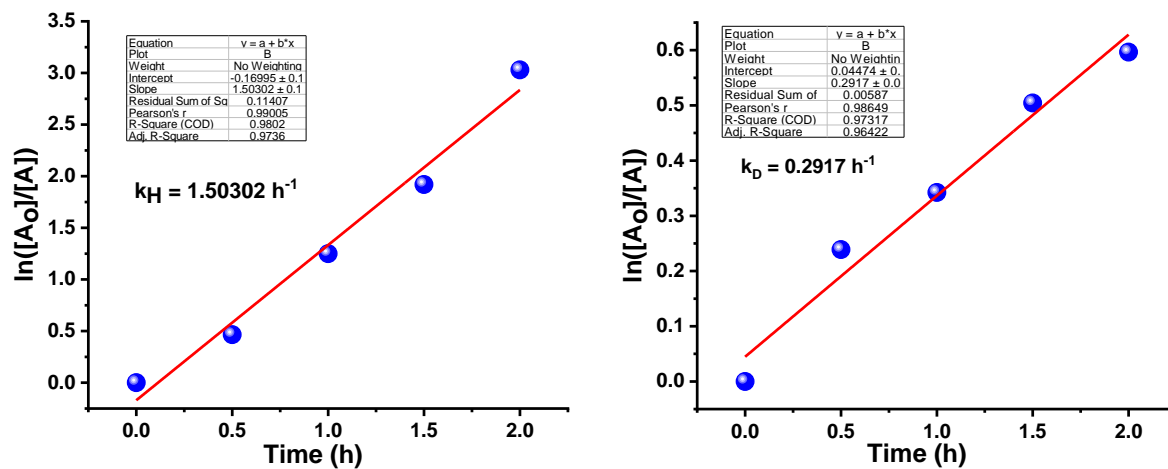 3.5
3.0
2.5
2.0
1.5
1.0
0.5
0.0
ln([A₀]/[A])
Equation y = a + b*x
Plot B
Weight No Weighting
Intercept -0.16995 ± 0.1
Slope 1.50302 ± 0.1
Residual Sum of Sq 0.11407
Pearson's r 0.99005
R-Square (COD) 0.9802
Adj. R-Square 0.9736
k_H = 1.50302 h⁻¹
0.0 0.5 1.0 1.5 2.0
Time (h)
0.6
0.5
0.4
0.3
0.2
0.1
0.0
ln([A₀]/[A])
Equation y = a + b*x
Plot B
Weight No Weightin
Intercept 0.04474 ± 0.
Slope 0.2917 ± 0.0
Residual Sum of 0.00587
Pearson's r 0.98649
R-Square (COD) 0.97317
Adj. R-Square 0.96422
k_D = 0.2917 h⁻¹
0.0 0.5 1.0 1.5 2.0
Time (h)